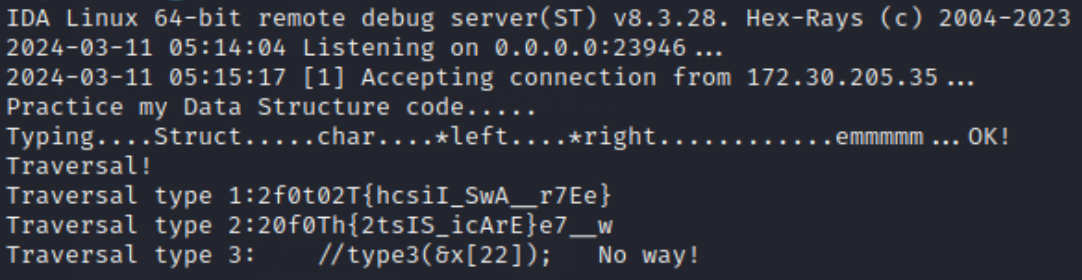 IDA Linux 64-bit remote debug server(ST) v8.3.28. Hex-Rays (c) 2004-2023
2024-03-11 05:14:04 Listening on 0.0.0.0:23946...
2024-03-11 05:15:17 [1] Accepting connection from 172.30.205.35...
Practice my Data Structure code.....
Typing....Struct.....char....*left....*right............emmmmm...OK!
Traversal!
Traversal type 1:2f0t02T{hcsiI_SwA__r7Ee}
Traversal type 2:20f0Th{2tsIS_icArE}e7__w
Traversal type 3:    //type3(&x[22]);   No way!